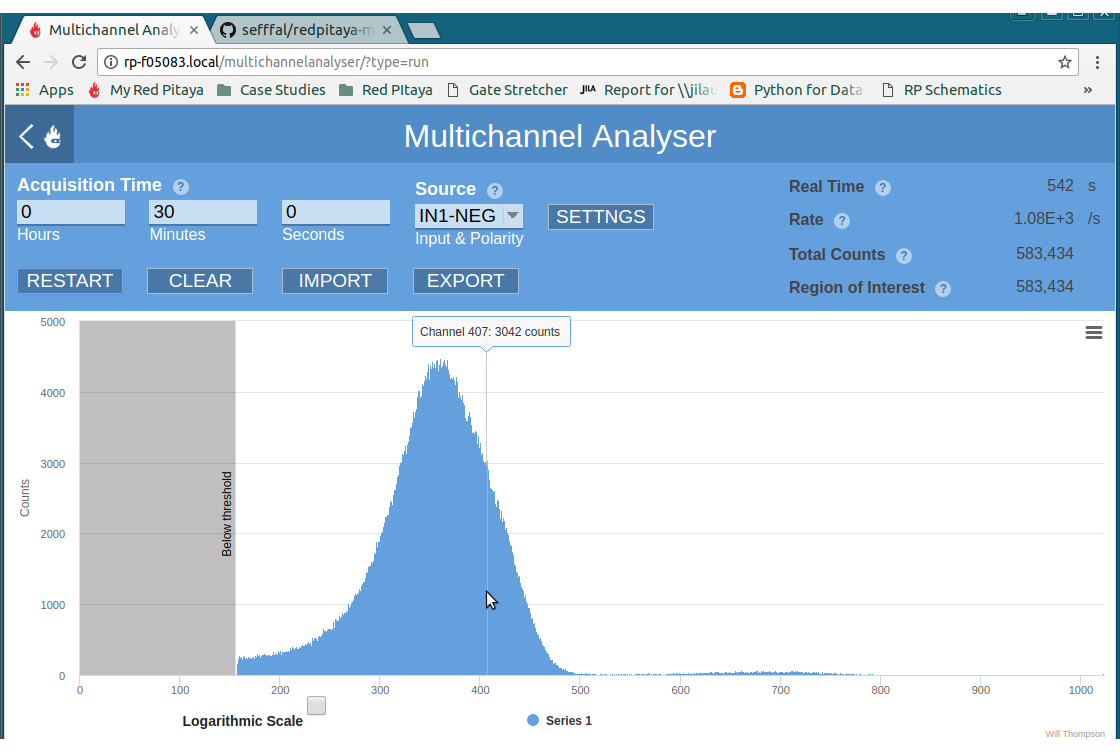 Multichannel Analy
sefffal/redpitaya-m
rp-f05083.local/multichannelanalyser/?type=run
Apps My Red Pitaya Case Studies Red PItaya Gate Stretcher JILA Report for \\jilau Python for Data RP Schematics »
Multichannel Analyser
Acquisition Time ?
0 30 0
Hours Minutes Seconds
Source ?
IN1-NEG
Input & Polarity
SETTNGS
RESTART CLEAR IMPORT EXPORT
Real Time ? 542 s
Rate ? 1.08E+3 /s
Total Counts ? 583,434
Region of Interest ? 583,434
Channel 407: 3042 counts
5000
4000
3000
2000
1000
0
Counts
Below threshold
0 100 200 300 400 500 600 700 800 900 1000
Logarithmic Scale
Series 1
Will Thompson